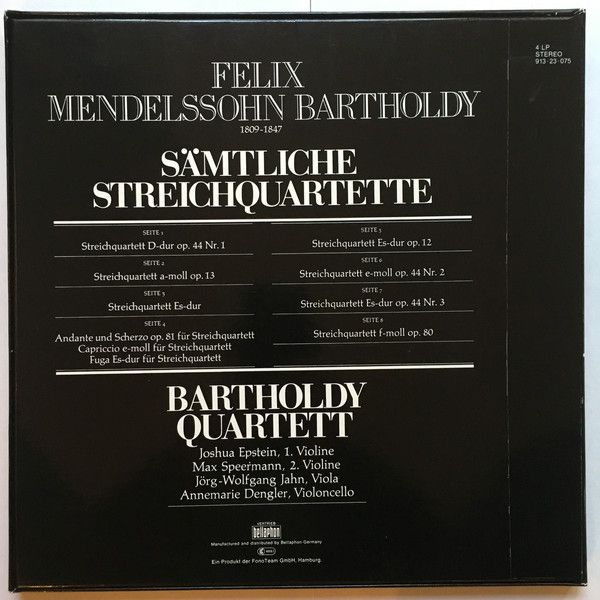 4 LP
STEREO
913·23·075
FELIX
MENDELSSOHN BARTHOLDY
1809-1847
SÄMTLICHE
STREICHQUARTETTE
SEITE 1
Streichquartett D-dur op. 44 Nr. 1
SEITE 2
Streichquartett a-moll op. 13
SEITE 3
Streichquartett Es-dur
SEITE 4
Andante und Scherzo op. 81 für Streichquartett
Capriccio e-moll für Streichquartett
Fuga Es-dur für Streichquartett
SEITE 5
Streichquartett Es-dur op. 12
SEITE 6
Streichquartett e-moll op. 44 Nr. 2
SEITE 7
Streichquartett Es-dur op. 44 Nr. 3
SEITE 8
Streichquartett f-moll op. 80
BARTHOLDY
QUARTETT
Joshua Epstein, 1. Violine
Max Speermann, 2. Violine
Jörg-Wolfgang Jahn, Viola
Annemarie Dengler, Violoncello
VERTRIEB
bellaphon
Manufactured and distributed by Bellaphon Germany
Ein Produkt der FonoTeam GmbH, Hamburg.